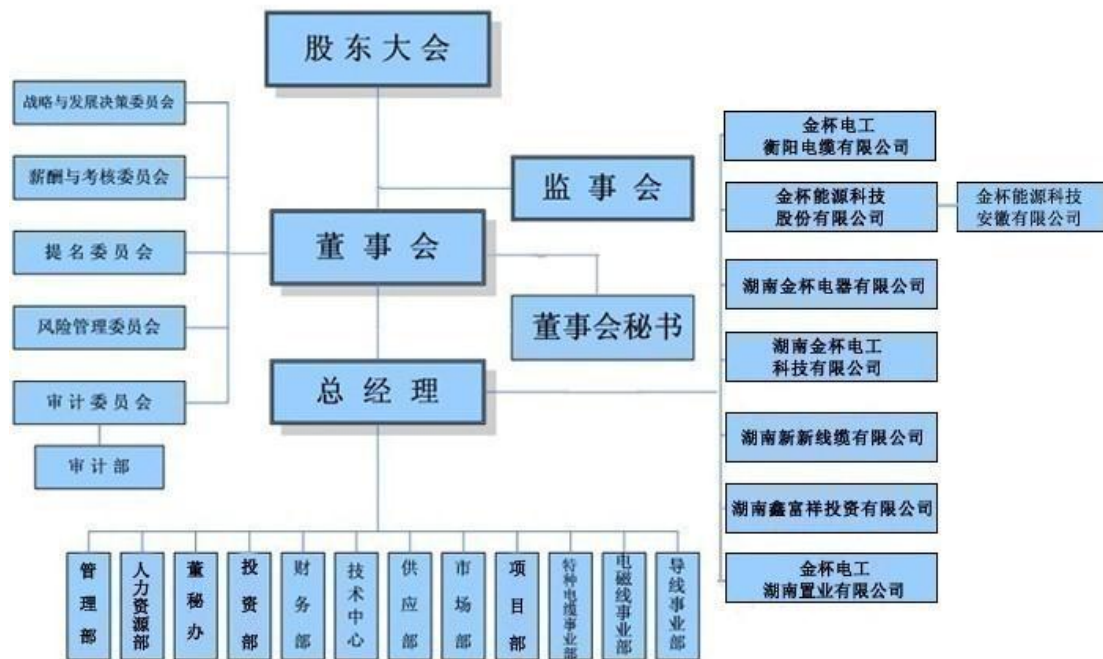 股东大会
战略与发展决策委员会
薪酬与考核委员会
提名委员会
风险管理委员会
审计委员会
审计部
监事会
董事会
董事会秘书
总经理
金杯电工
衡阳电缆有限公司
金杯能源科技
股份有限公司
金杯能源科技
安徽有限公司
湖南金杯电器有限公司
湖南金杯电工
科技有限公司
湖南新新线缆有限公司
湖南鑫富祥投资有限公司
金杯电工
湖南置业有限公司
管理部
人力资源部
董秘办
投资部
财务部
技术中心
供应部
市场部
项目部
特种电缆事业部
电磁线事业部
导线事业部